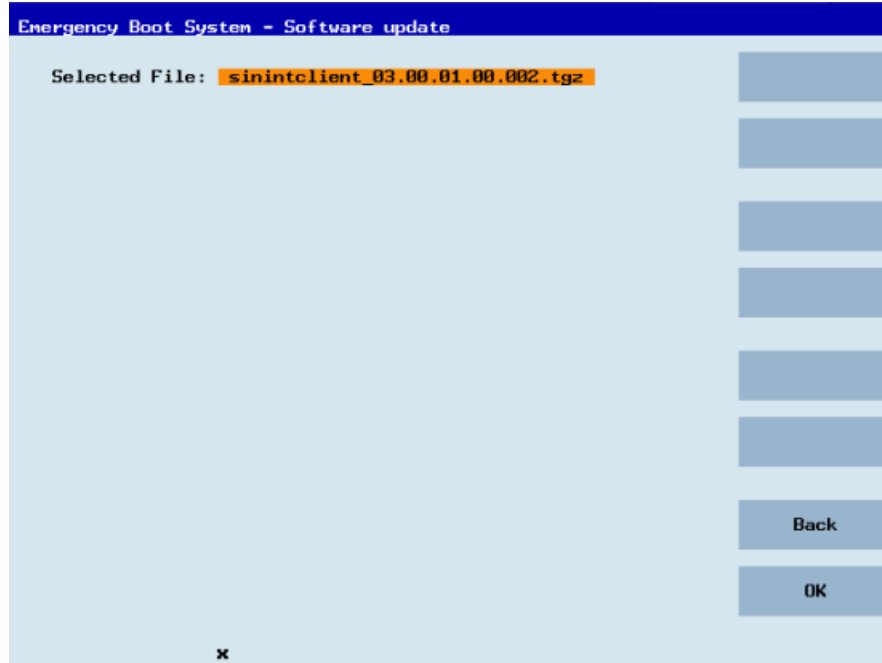 Emergency Boot System - Software update
Selected File: sinintclient_03.00.01.00.002.tgz
Back
OK
x